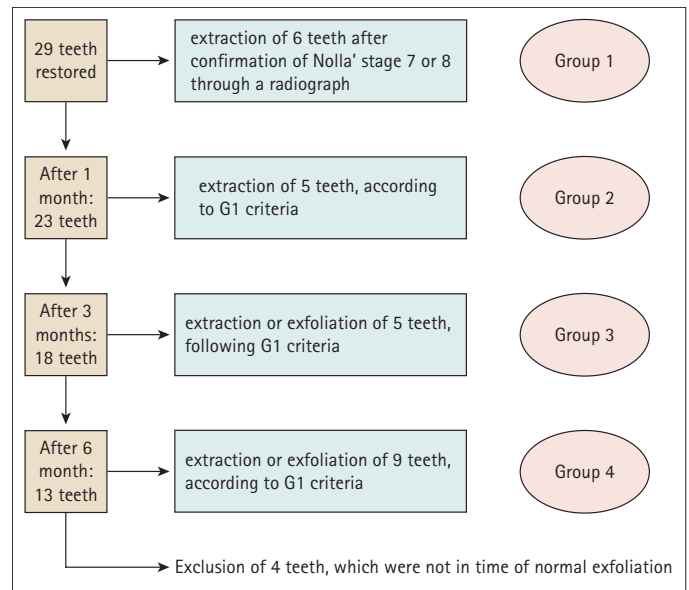 29 teeth
restored
extraction of 6 teeth after
confirmation of Nolla' stage 7 or 8
through a radiograph
Group 1
After 1
month:
23 teeth
extraction of 5 teeth, according
to G1 criteria
Group 2
After 3
months:
18 teeth
extraction or exfoliation of 5 teeth,
following G1 criteria
Group 3
After 6
month:
13 teeth
extraction or exfoliation of 9 teeth,
according to G1 criteria
Group 4
Exclusion of 4 teeth, which were not in time of normal exfoliation